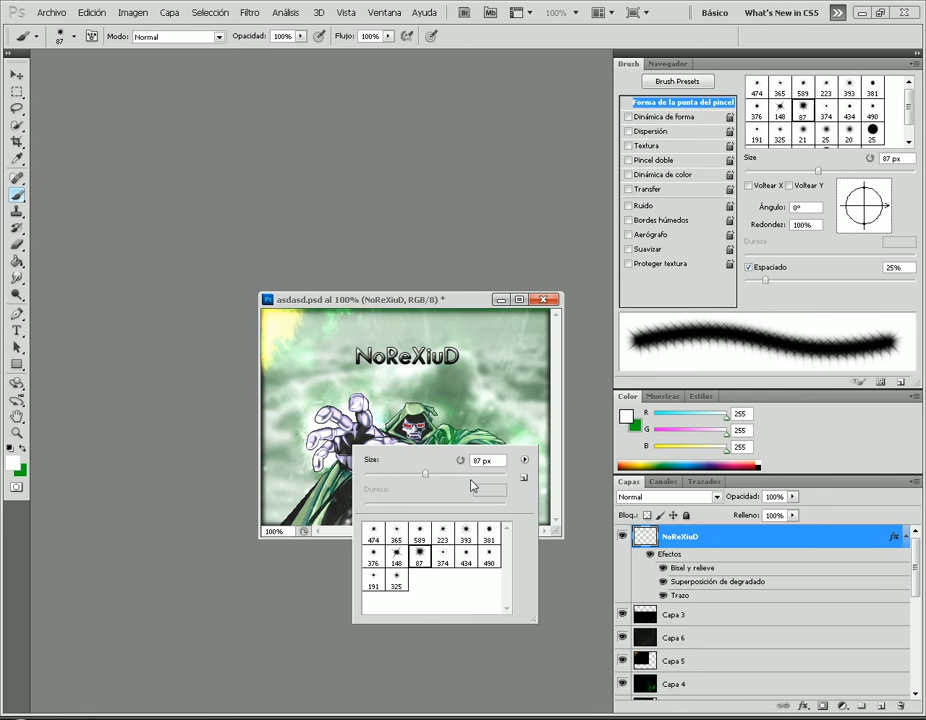 Ps Archivo Edición Imagen Capa Selección Filtro Análisis 3D Vista Ventana Ayuda Br Mb 100% Básico What's New in CS5
87 Modo: Normal Opacidad: 100% Flujo: 100%
Brush Navegador
Brush Presets
Forma de la punta del pincel
Dinámica de forma
Dispersión
Textura
Pincel doble
Dinámica de color
Transfer
Ruido
Bordes húmedos
Aerógrafo
Suavizar
Proteger textura
474 365 589 223 393 381
376 148 87 374 434 490
191 325 21 25 20 25
Size 87 px
Voltear X Voltear Y
Ángulo: 0º
Redondez: 100%
Dureza
Espaciado 25%
Ps asdasd.psd al 100% (NoReXiuD, RGB/8) *
NoReXiuD
100%
Size: 87 px
Dureza:
474 365 589 223 393 381
376 148 87 374 434 490
191 325
Color Muestras Estilos
R 255
G 255
B 255
Capas Canales Trazados
Normal Opacidad: 100%
Bloq.: Relleno: 100%
NoReXiuD fx
Efectos
Bisel y relieve
Superposición de degradado
Trazo
Capa 3
Capa 6
Capa 5
Capa 4
fx